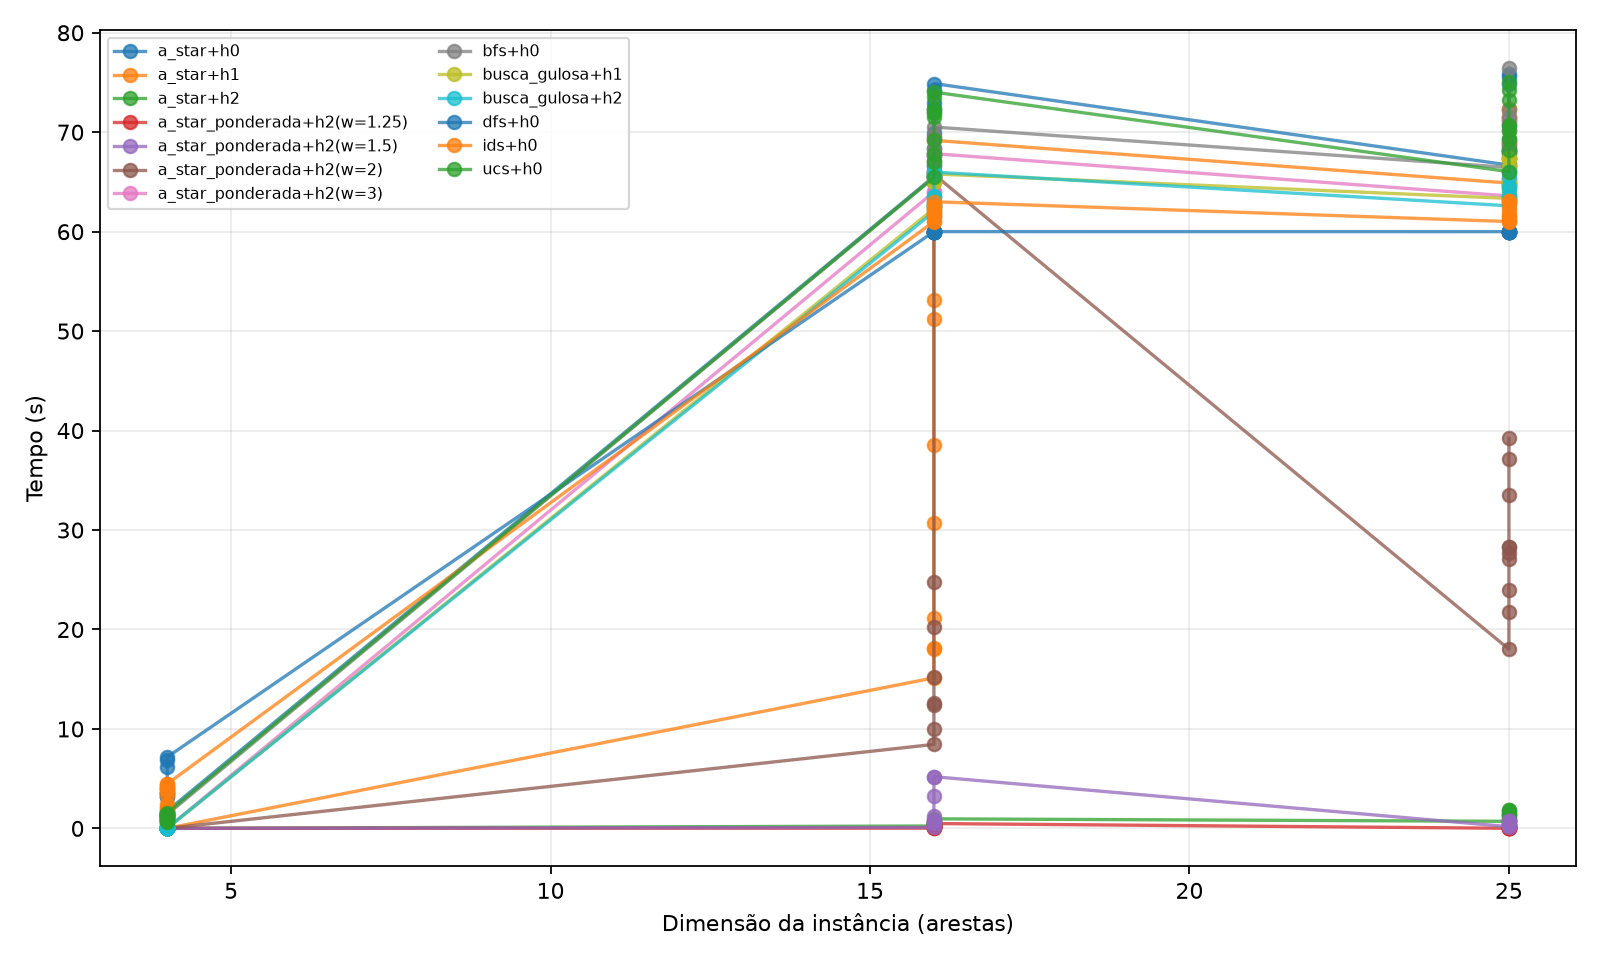 80
70
60
50
40
30
20
10
0
Tempo (s)
a_star+h0
a_star+h1
a_star+h2
a_star_ponderada+h2(w=1.25)
a_star_ponderada+h2(w=1.5)
a_star_ponderada+h2(w=2)
a_star_ponderada+h2(w=3)
bfs+h0
busca_gulosa+h1
busca_gulosa+h2
dfs+h0
ids+h0
ucs+h0
5 10 15 20 25
Dimensão da instância (arestas)